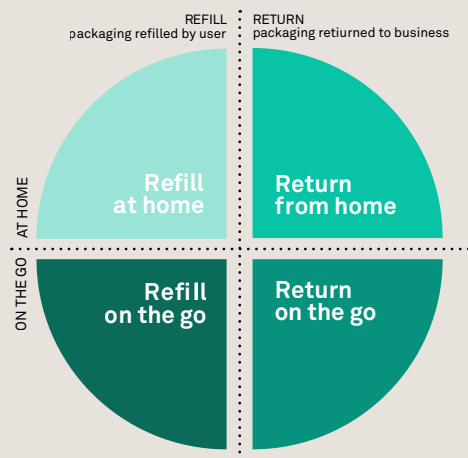 REFILL
packaging refilled by user
RETURN
packaging retiurned to business
AT HOME
Refill
at home
Return
from home
ON THE GO
Refill
on the go
Return
on the go